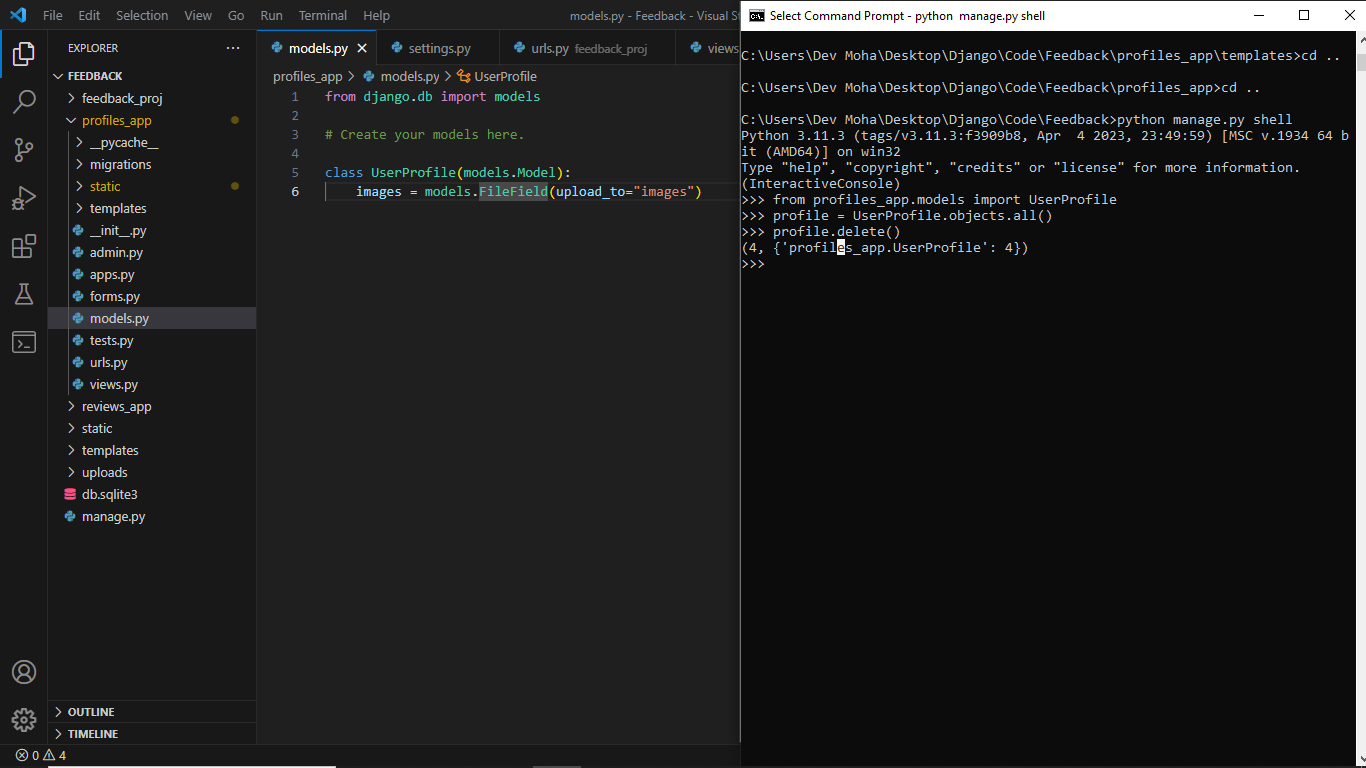 File Edit Selection View Go Run Terminal Help models.py - Feedback - Visual St
EXPLORER ···
FEEDBACK
feedback_proj
profiles_app
__pycache__
migrations
static
templates
__init__.py
admin.py
apps.py
forms.py
models.py
tests.py
urls.py
views.py
reviews_app
static
templates
uploads
db.sqlite3
manage.py
OUTLINE
TIMELINE
0 4
models.py settings.py urls.py feedback_proj views
profiles_app > models.py > UserProfile
1 from django.db import models
2
3 # Create your models here.
4
5 class UserProfile(models.Model):
6 images = models.FileField(upload_to="images")
Select Command Prompt - python  manage.py shell
C:\Users\Dev Moha\Desktop\Django\Code\Feedback\profiles_app\templates>cd ..
C:\Users\Dev Moha\Desktop\Django\Code\Feedback\profiles_app>cd ..
C:\Users\Dev Moha\Desktop\Django\Code\Feedback>python manage.py shell
Python 3.11.3 (tags/v3.11.3:f3909b8, Apr  4 2023, 23:49:59) [MSC v.1934 64 b
it (AMD64)] on win32
Type "help", "copyright", "credits" or "license" for more information.
(InteractiveConsole)
>>> from profiles_app.models import UserProfile
>>> profile = UserProfile.objects.all()
>>> profile.delete()
(4, {'profiles_app.UserProfile': 4})
>>>